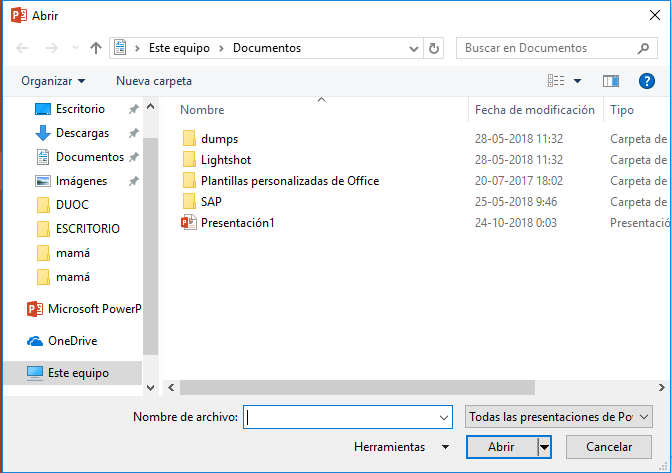 Abrir
Este equipo > Documentos
Buscar en Documentos
Organizar
Nueva carpeta
Escritorio
Descargas
Documentos
Imágenes
DUOC
ESCRITORIO
mamá
mamá
Microsoft PowerP
OneDrive
Este equipo
Nombre Fecha de modificación Tipo
dumps 28-05-2018 11:32 Carpeta de
Lightshot 28-05-2018 11:32 Carpeta de
Plantillas personalizadas de Office 20-07-2017 18:02 Carpeta de
SAP 25-05-2018 9:46 Carpeta de
Presentación1 24-10-2018 0:03 Presentació
Nombre de archivo:
Todas las presentaciones de Po
Herramientas
Abrir
Cancelar